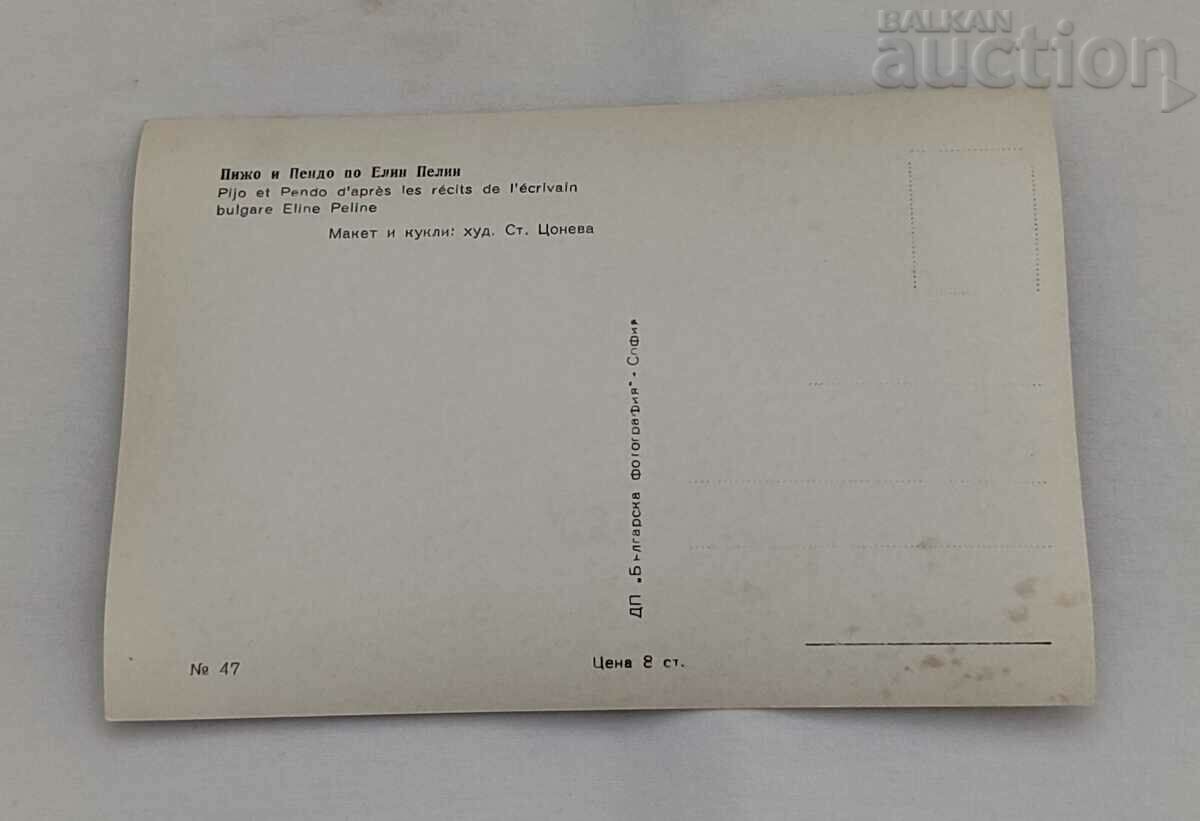 BALKAN
auction
Пижо и Пендо по Елин Пелин
Pijo et Pendo d'après les récits de l'écrivain
bulgare Eline Peline
Макет и кукли: худ. Ст. Цонева
ДП „Българска фотография" - София
№ 47
Цена 8 ст.